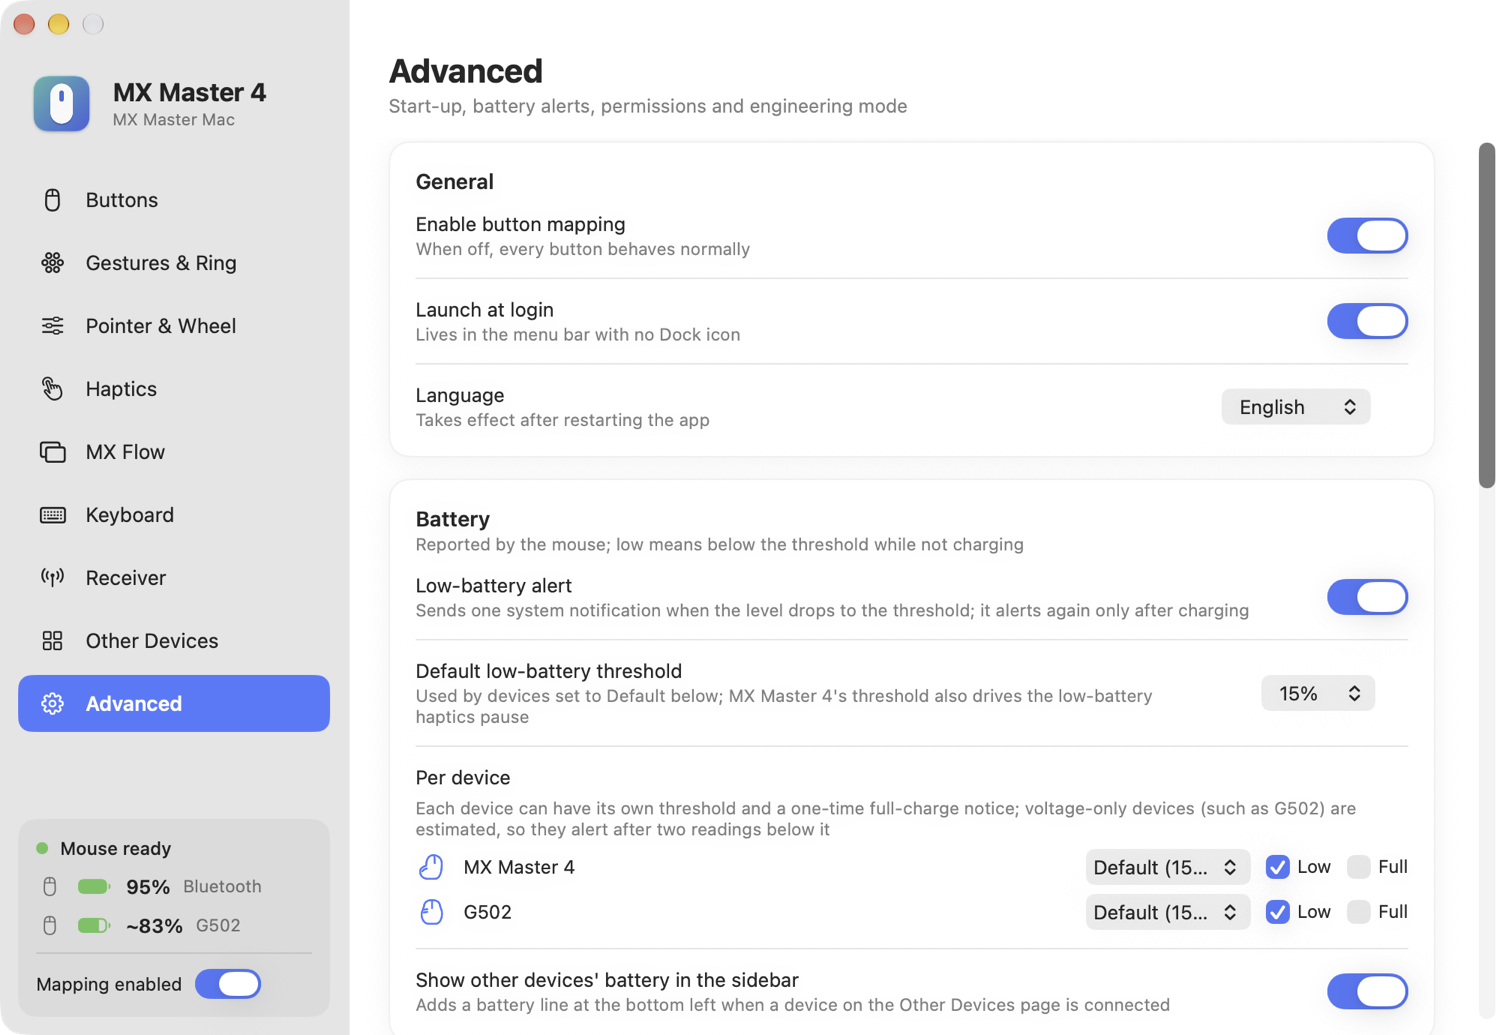 MX Master 4
MX Master Mac
Buttons
Gestures & Ring
Pointer & Wheel
Haptics
MX Flow
Keyboard
Receiver
Other Devices
Advanced
Mouse ready
95% Bluetooth
~83% G502
Mapping enabled
Advanced
Start-up, battery alerts, permissions and engineering mode
General
Enable button mapping
When off, every button behaves normally
Launch at login
Lives in the menu bar with no Dock icon
Language
Takes effect after restarting the app
English
Battery
Reported by the mouse; low means below the threshold while not charging
Low-battery alert
Sends one system notification when the level drops to the threshold; it alerts again only after charging
Default low-battery threshold
Used by devices set to Default below; MX Master 4's threshold also drives the low-battery
haptics pause
15%
Per device
Each device can have its own threshold and a one-time full-charge notice; voltage-only devices (such as G502) are
estimated, so they alert after two readings below it
MX Master 4 Default (15... Low Full
G502 Default (15... Low Full
Show other devices' battery in the sidebar
Adds a battery line at the bottom left when a device on the Other Devices page is connected